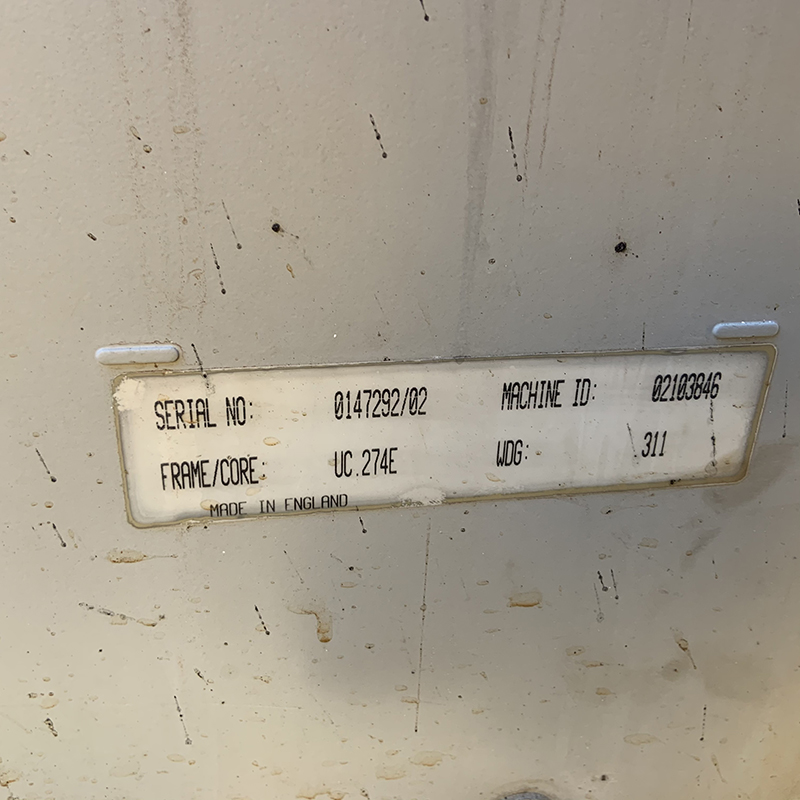 SERIAL NO: 0147292/02 MACHINE ID: 02103846
FRAME/CORE: UC.274E WDG: 311
MADE IN ENGLAND